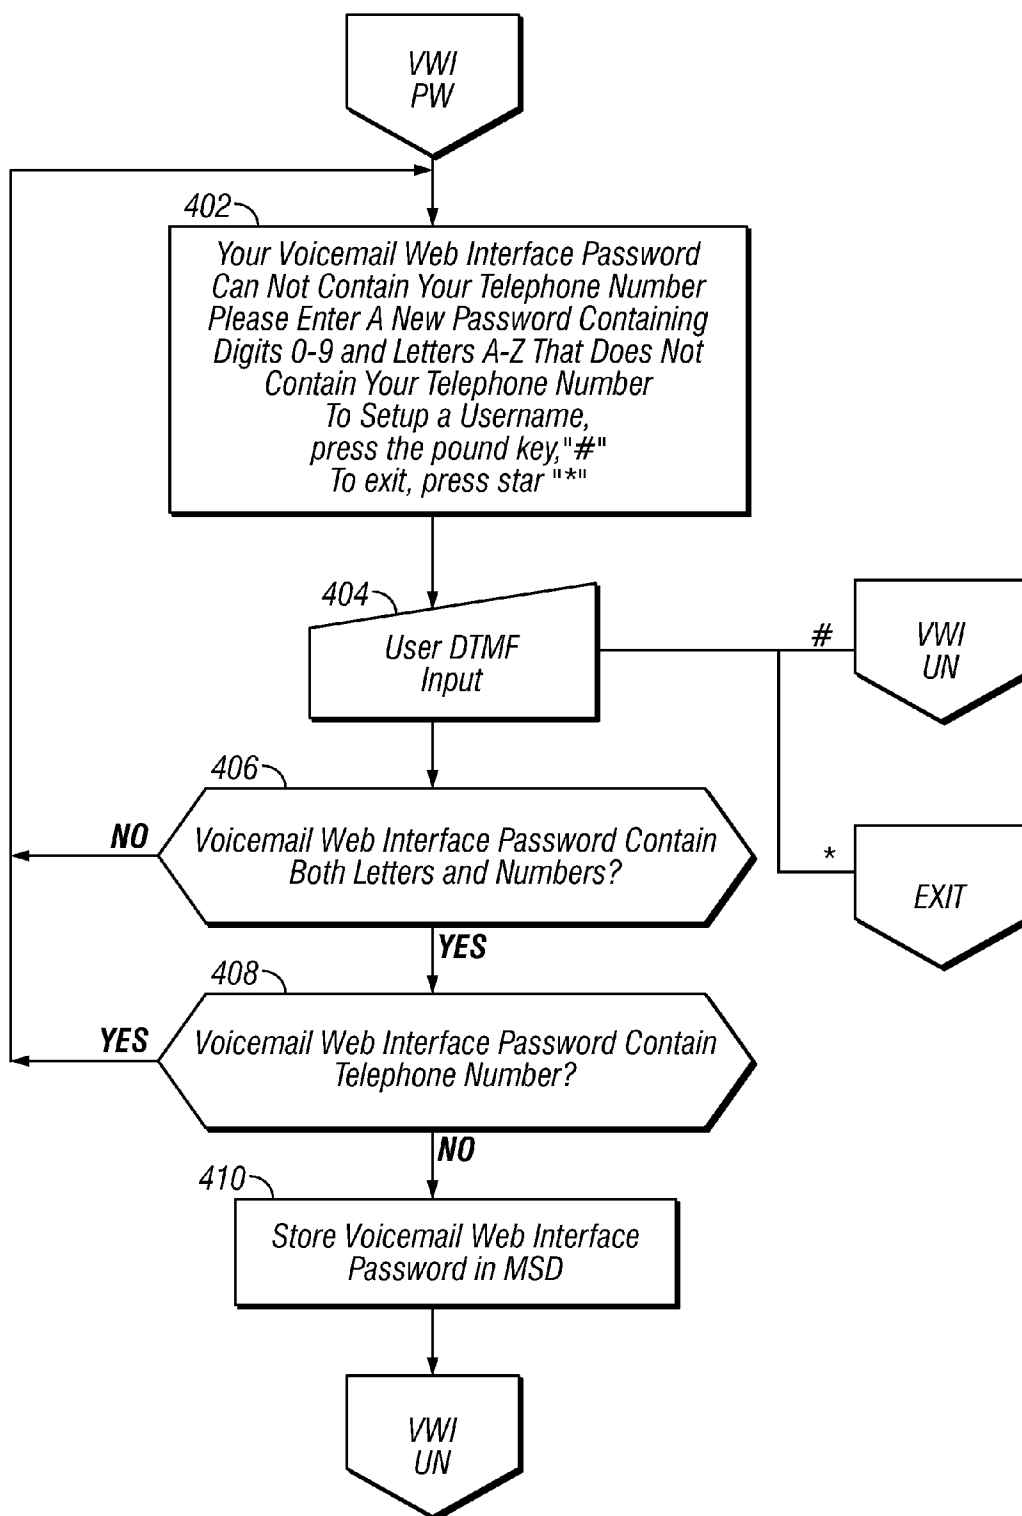 VWI
PW
402
Your Voicemail Web Interface Password
Can Not Contain Your Telephone Number
Please Enter A New Password Containing
Digits 0-9 and Letters A-Z That Does Not
Contain Your Telephone Number
To Setup a Username,
press the pound key,"#"
To exit, press star "*"
404
User DTMF
Input
#
VWI
UN
*
EXIT
406
Voicemail Web Interface Password Contain
Both Letters and Numbers?
NO
YES
408
Voicemail Web Interface Password Contain
Telephone Number?
YES
NO
410
Store Voicemail Web Interface
Password in MSD
VWI
UN